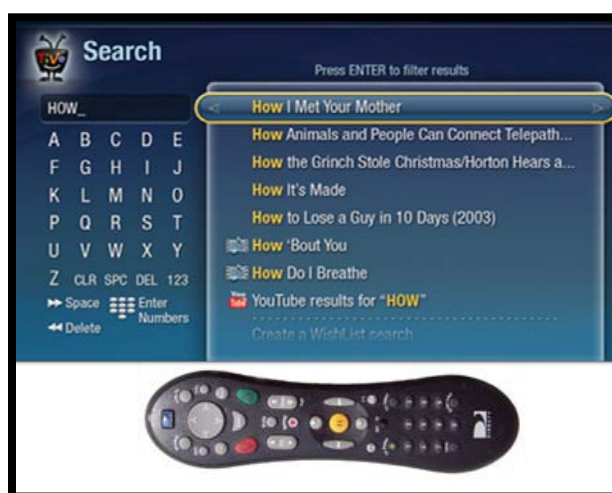 TiVo
Search
Press ENTER to filter results
HOW_
How I Met Your Mother
A B C D E
How Animals and People Can Connect Telepath...
F G H I J
How the Grinch Stole Christmas/Horton Hears a...
K L M N O
How It's Made
P Q R S T
How to Lose a Guy in 10 Days (2003)
U V W X Y
How 'Bout You
Z CLR SPC DEL 123
How Do I Breathe
Space
Enter
Numbers
Delete
YouTube results for "HOW"
Create a WishList search